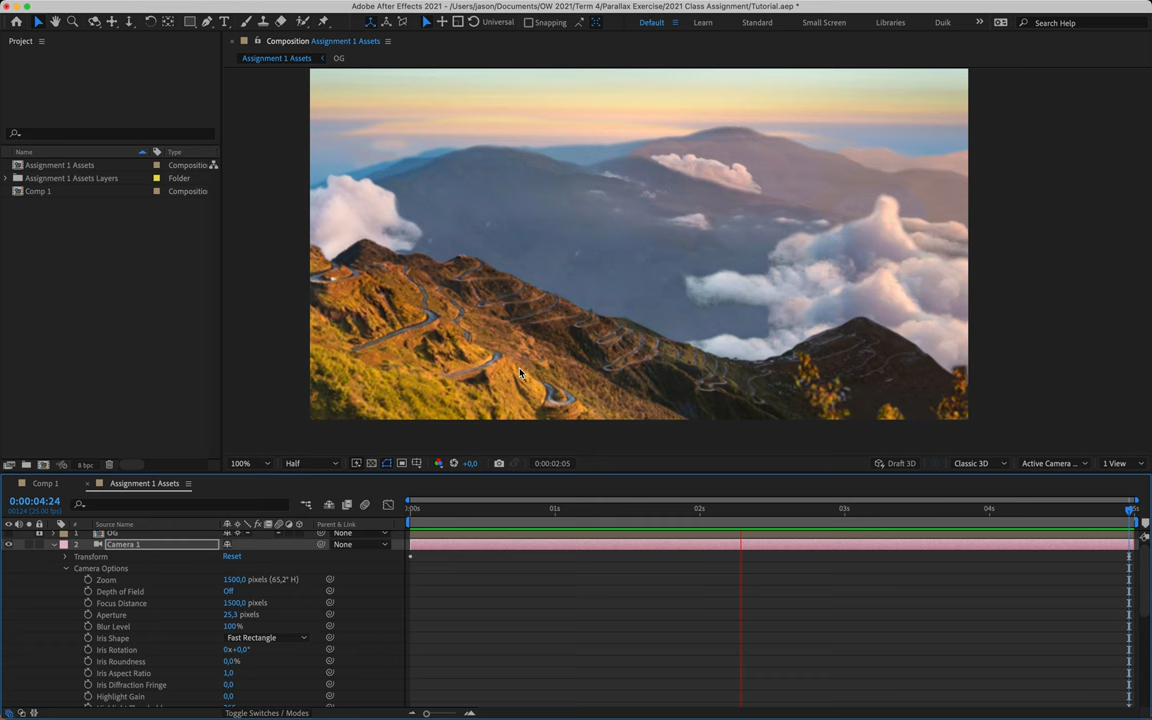 Adobe After Effects 2021 - /Users/jason/Documents/OW 2021/Term 4/Parallax Exercise/2021 Class Assignment/Tutorial.aep *
Universal
Snapping
Default
Learn
Standard
Small Screen
Libraries
Duik
Search Help
Project
Composition Assignment 1 Assets
Assignment 1 Assets
OG
Name
Type
Assignment 1 Assets
Compositio
Assignment 1 Assets Layers
Folder
Comp 1
Compositio
8 bpc
100%
Half
+0,0
0:00:02:05
Draft 3D
Classic 3D
Active Camera ...
1 View
Comp 1
Assignment 1 Assets
0:00:04:24
00124 (25.00 fps)
:00s
01s
02s
03s
04s
#
Source Name
Parent & Link
1
OG
None
2
Camera 1
None
Transform
Reset
Camera Options
Zoom
1500,0 pixels (65,2° H)
Depth of Field
Off
Focus Distance
1500,0 pixels
Aperture
25,3 pixels
Blur Level
100%
Iris Shape
Fast Rectangle
Iris Rotation
0x+0,0°
Iris Roundness
0,0%
Iris Aspect Ratio
1,0
Iris Diffraction Fringe
0,0
Highlight Gain
0,0
Toggle Switches / Modes